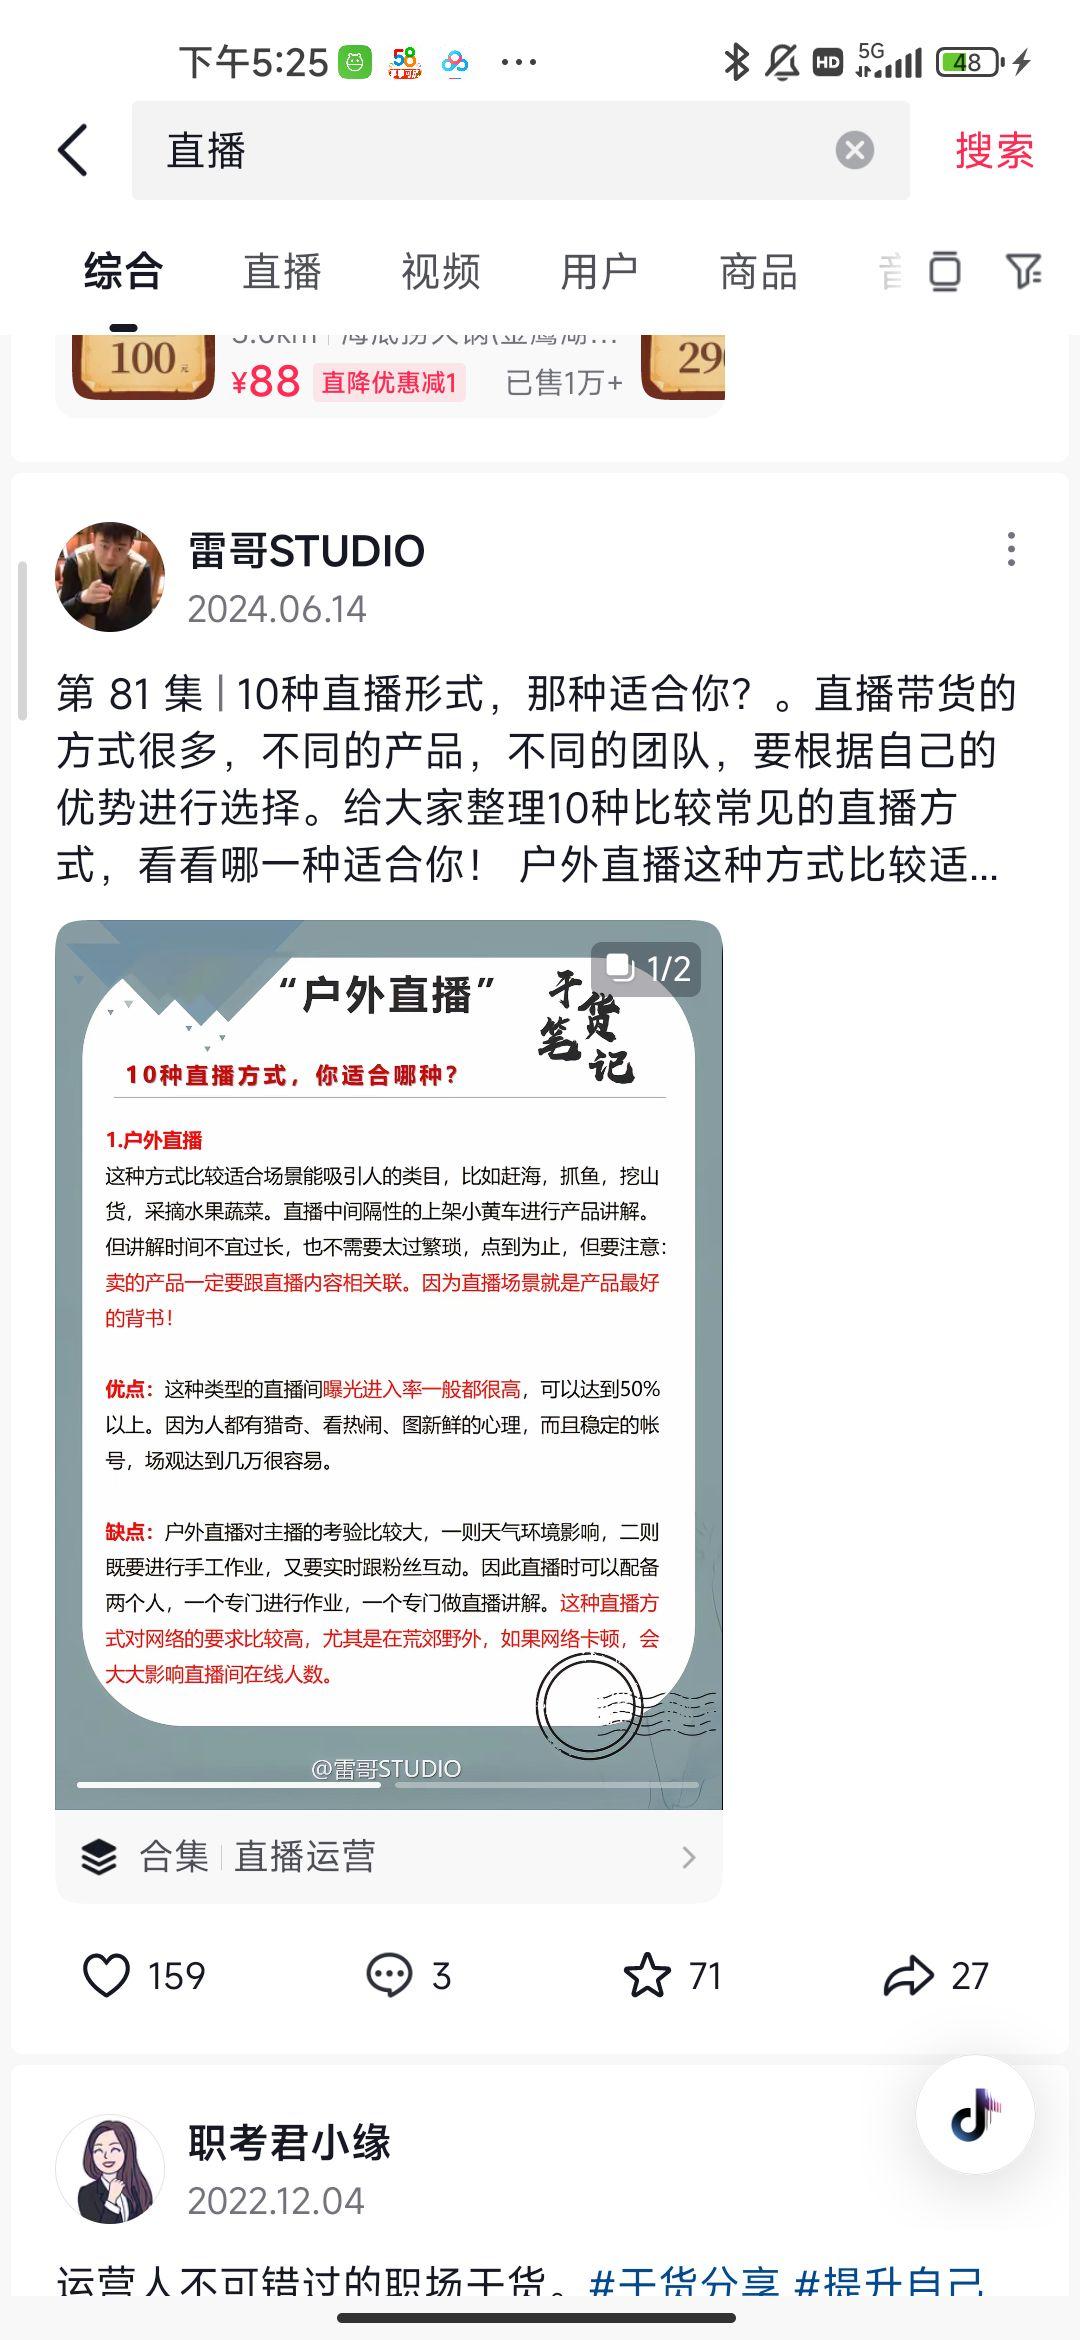 下午5:25
58
HD
5G
48
直播
搜索
综合
直播
视频
用户
商品
100
¥88
直降优惠减1
已售1万+
290
雷哥STUDIO
2024.06.14
第 81 集 | 10种直播形式，那种适合你？。直播带货的
方式很多，不同的产品，不同的团队，要根据自己的
优势进行选择。给大家整理10种比较常见的直播方
式，看看哪一种适合你！ 户外直播这种方式比较适...
1/2
“户外直播”
干货
笔记
10种直播方式，你适合哪种？
1.户外直播
这种方式比较适合场景能吸引人的类目，比如赶海，抓鱼，挖山
货，采摘水果蔬菜。直播中间隔性的上架小黄车进行产品讲解。
但讲解时间不宜过长，也不需要太过繁琐，点到为止，但要注意：
卖的产品一定要跟直播内容相关联。因为直播场景就是产品最好
的背书！
优点：这种类型的直播间曝光进入率一般都很高，可以达到50%
以上。因为人都有猎奇、看热闹、图新鲜的心理，而且稳定的帐
号，场观达到几万很容易。
缺点：户外直播对主播的考验比较大，一则天气环境影响，二则
既要进行手工作业，又要实时跟粉丝互动。因此直播时可以配备
两个人，一个专门进行作业，一个专门做直播讲解。这种直播方
式对网络的要求比较高，尤其是在荒郊野外，如果网络卡顿，会
大大影响直播间在线人数。
@雷哥STUDIO
合集 | 直播运营
159
3
71
27
职考君小缘
2022.12.04
运营人不可错过的职场干货。#干货分享 #提升自己